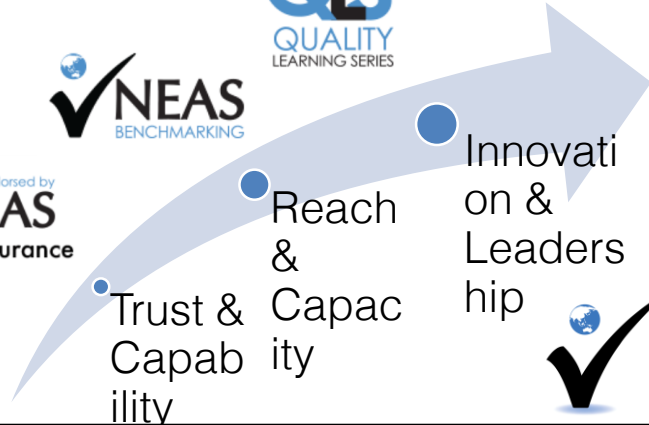 QUALITY
LEARNING SERIES
NEAS
BENCHMARKING
orsed by
AS
urance
Innovati
on &
Leaders
hip
Reach
&
Capac
ity
Trust &
Capab
ility